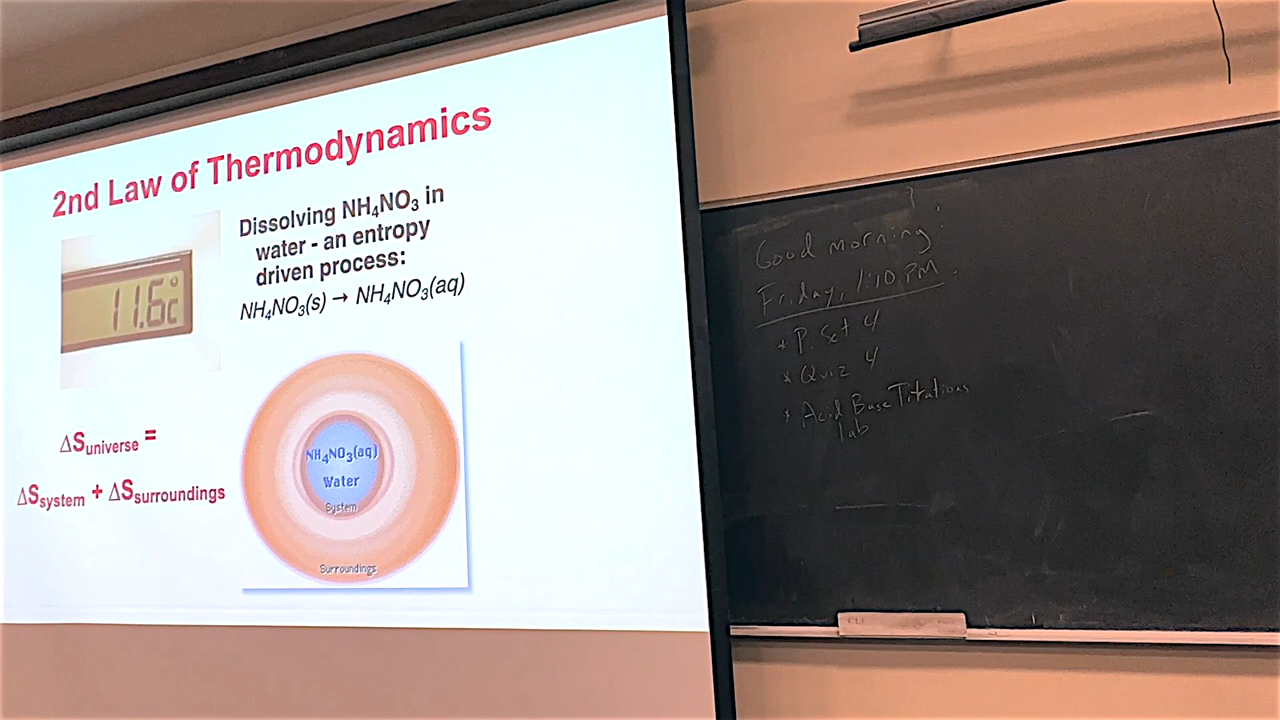 2nd Law of Thermodynamics
Dissolving NH₄NO₃ in
water - an entropy
driven process:
NH₄NO₃(s) → NH₄NO₃(aq)
11.6°c
ΔSuniverse =
ΔSsystem + ΔSsurroundings
NH₄NO₃(aq)
Water
System
Surroundings
Good morning!
Friday, 1:10 PM.
* P. Set 4
* Quiz 4
* Acid Base Titrations
lab